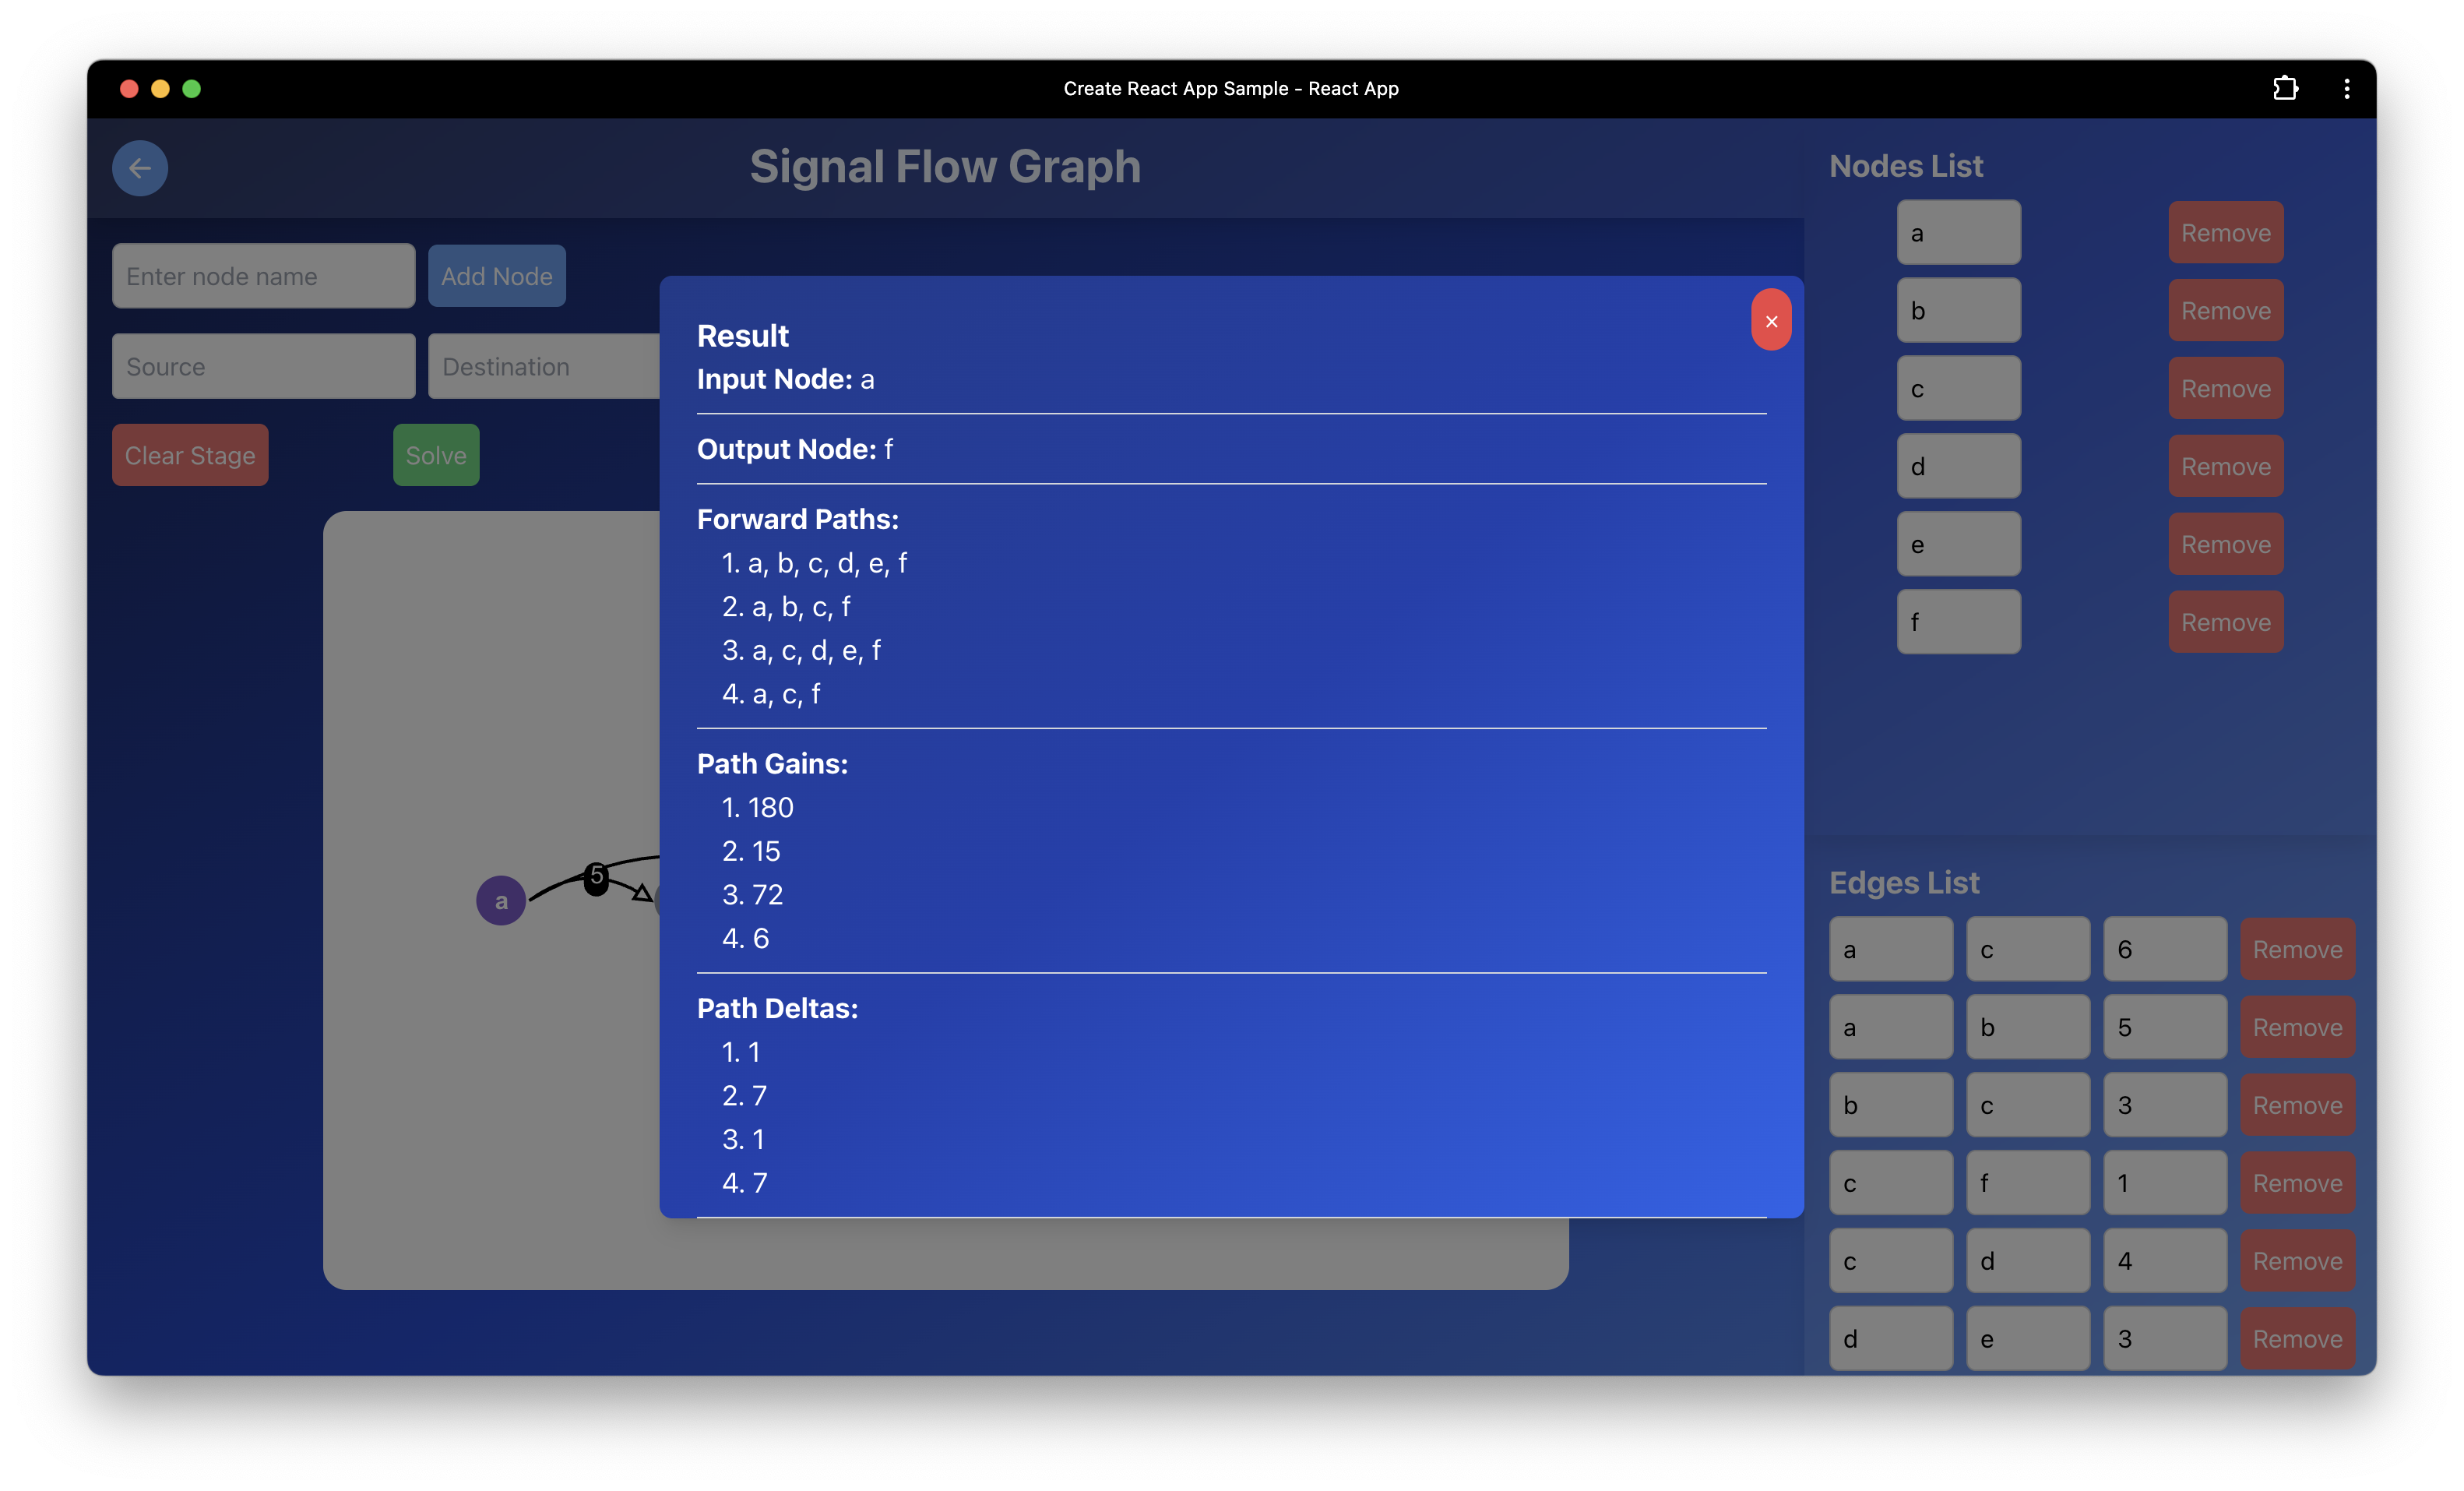 Create React App Sample - React App
Signal Flow Graph
Enter node name
Add Node
Source
Destination
Clear Stage
Solve
a
5
Result
Input Node: a
Output Node: f
Forward Paths:
1. a, b, c, d, e, f
2. a, b, c, f
3. a, c, d, e, f
4. a, c, f
Path Gains:
1. 180
2. 15
3. 72
4. 6
Path Deltas:
1. 1
2. 7
3. 1
4. 7
Nodes List
a Remove
b Remove
c Remove
d Remove
e Remove
f Remove
Edges List
a c 6 Remove
a b 5 Remove
b c 3 Remove
c f 1 Remove
c d 4 Remove
d e 3 Remove